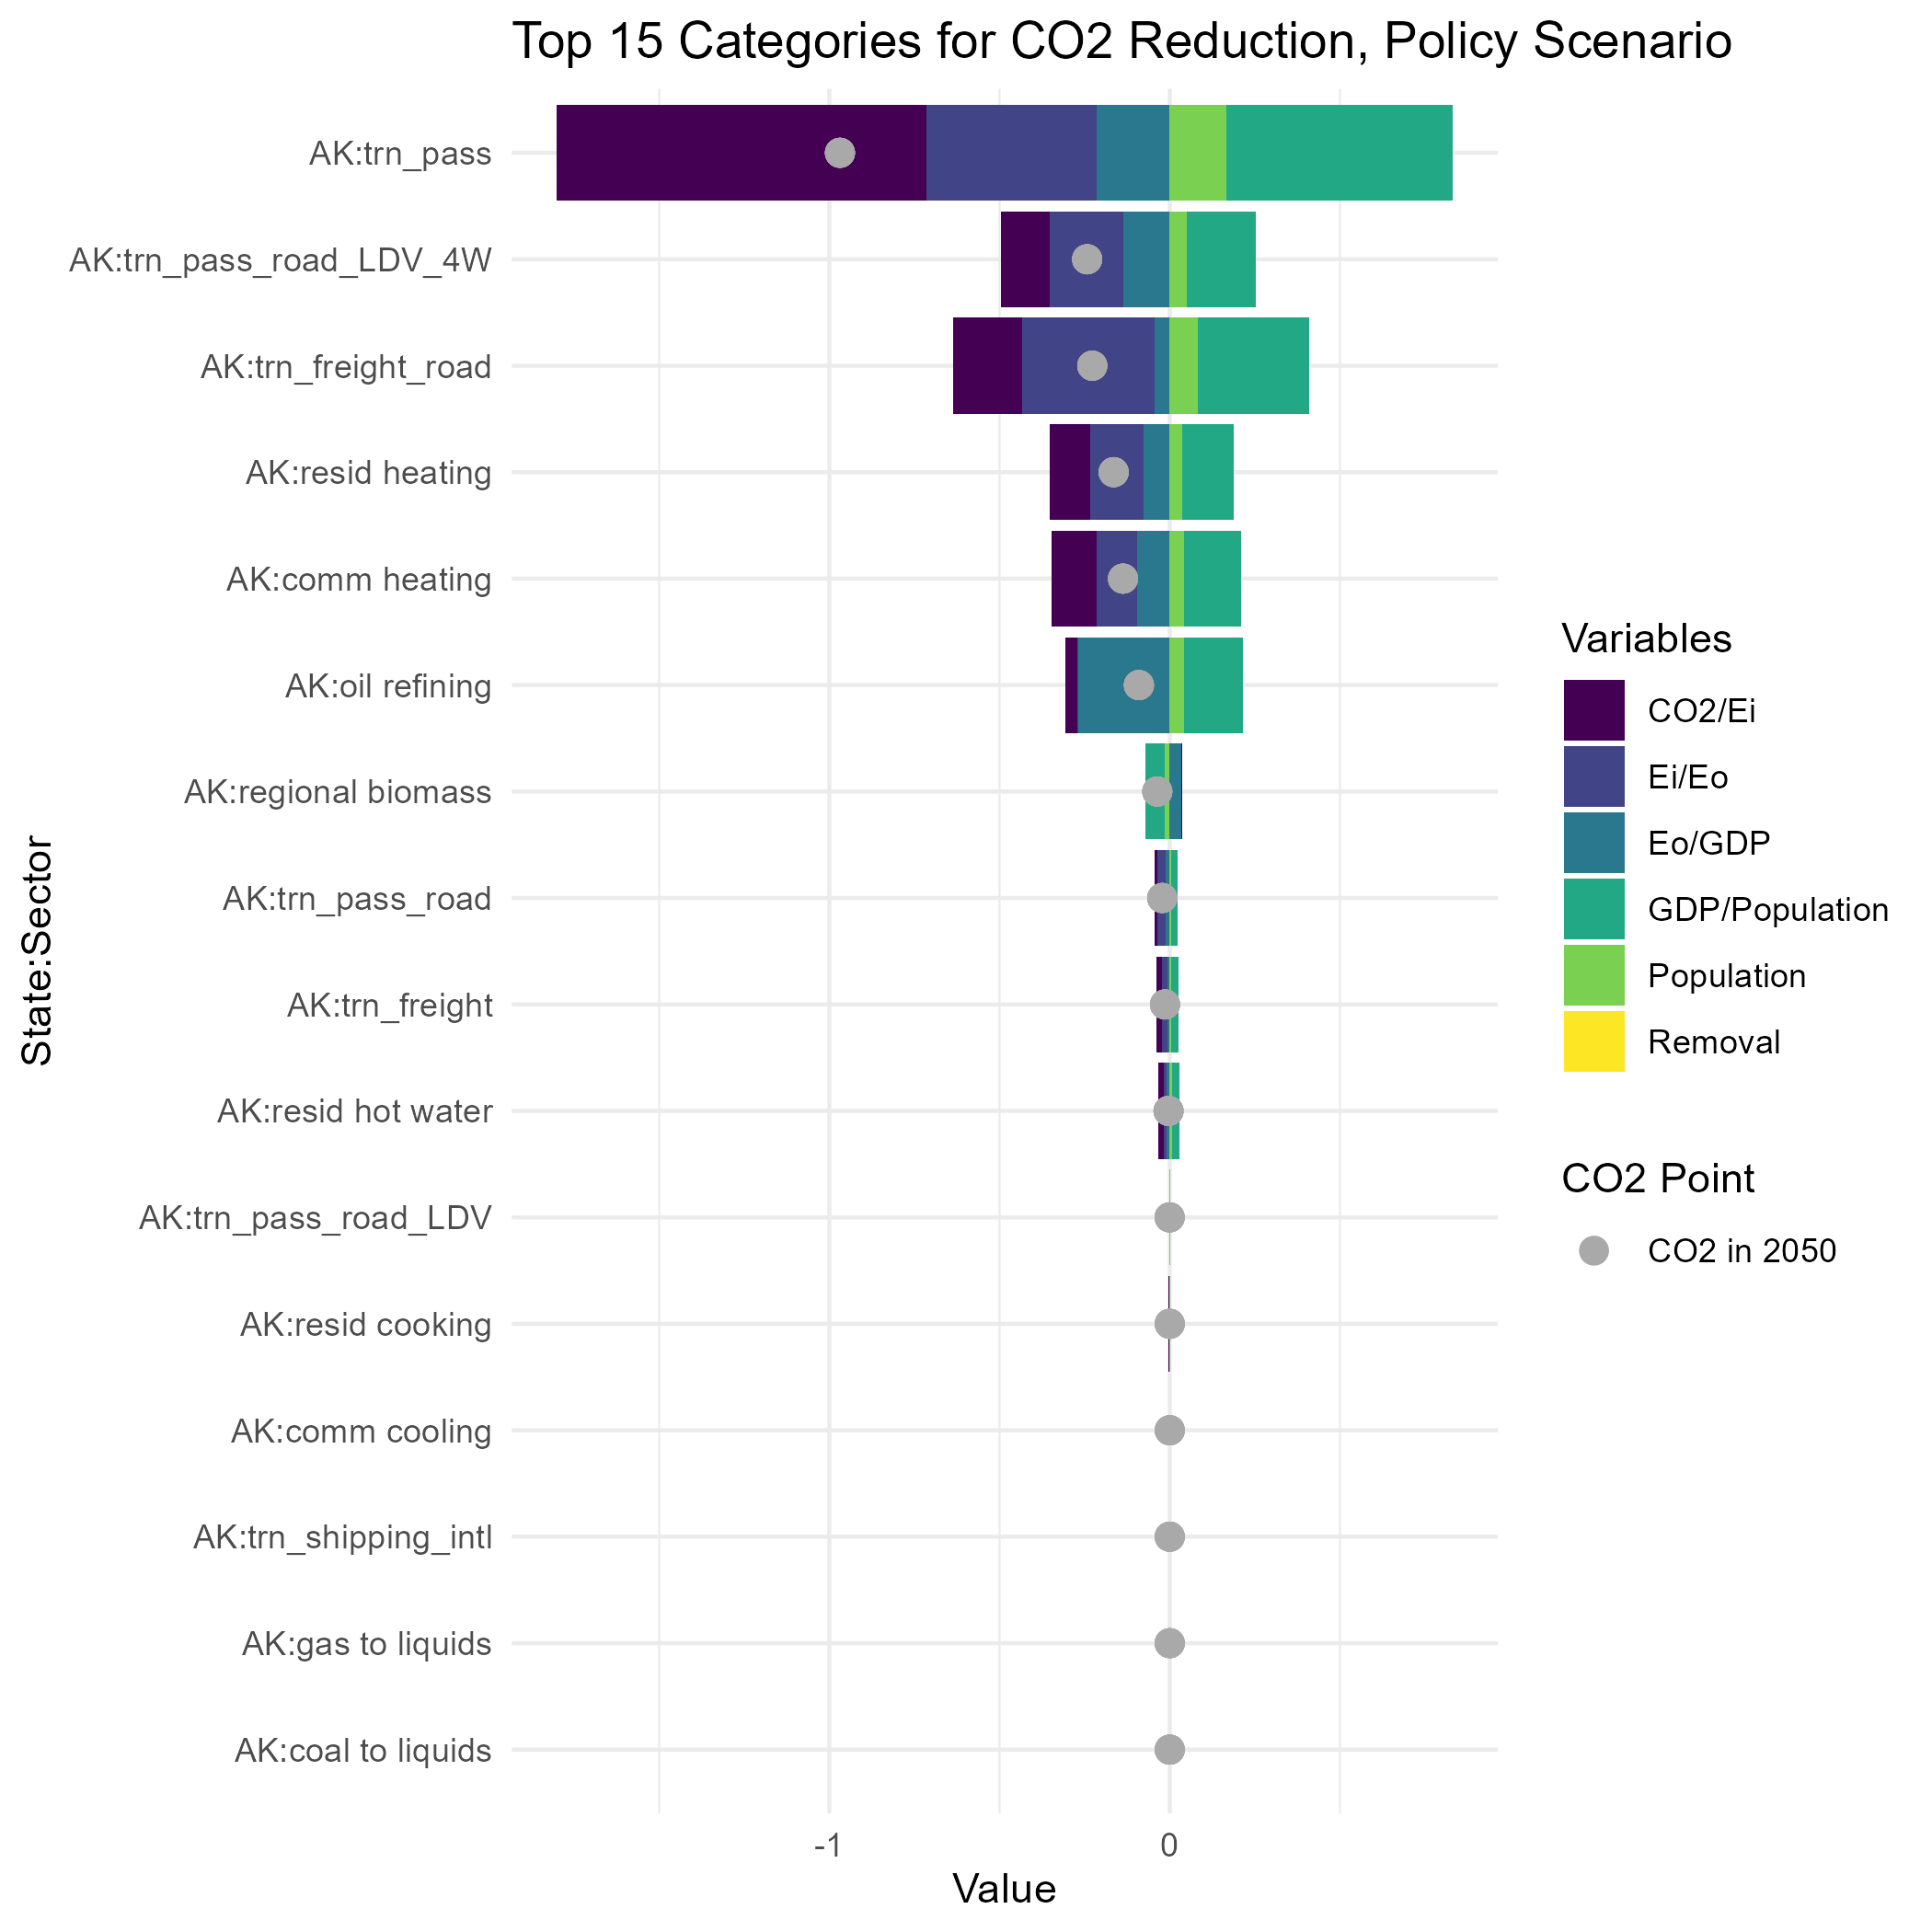 Top 15 Categories for CO2 Reduction, Policy Scenario
State:Sector
AK:trn_pass
AK:trn_pass_road_LDV_4W
AK:trn_freight_road
AK:resid heating
AK:comm heating
AK:oil refining
AK:regional biomass
AK:trn_pass_road
AK:trn_freight
AK:resid hot water
AK:trn_pass_road_LDV
AK:resid cooking
AK:comm cooling
AK:trn_shipping_intl
AK:gas to liquids
AK:coal to liquids
-1
0
Value
Variables
CO2/Ei
Ei/Eo
Eo/GDP
GDP/Population
Population
Removal
CO2 Point
CO2 in 2050